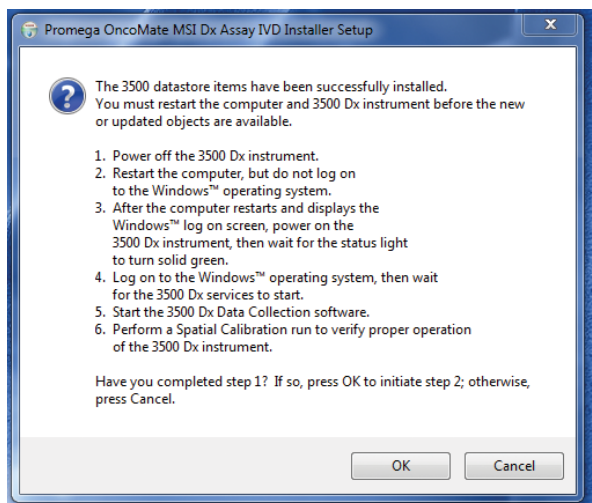 Promega OncoMate MSI Dx Assay IVD Installer Setup
X
?
The 3500 datastore items have been successfully installed.
You must restart the computer and 3500 Dx instrument before the new
or updated objects are available.
1. Power off the 3500 Dx instrument.
2. Restart the computer, but do not log on
to the Windows™ operating system.
3. After the computer restarts and displays the
Windows™ log on screen, power on the
3500 Dx instrument, then wait for the status light
to turn solid green.
4. Log on to the Windows™ operating system, then wait
for the 3500 Dx services to start.
5. Start the 3500 Dx Data Collection software.
6. Perform a Spatial Calibration run to verify proper operation
of the 3500 Dx instrument.
Have you completed step 1? If so, press OK to initiate step 2; otherwise,
press Cancel.
OK Cancel